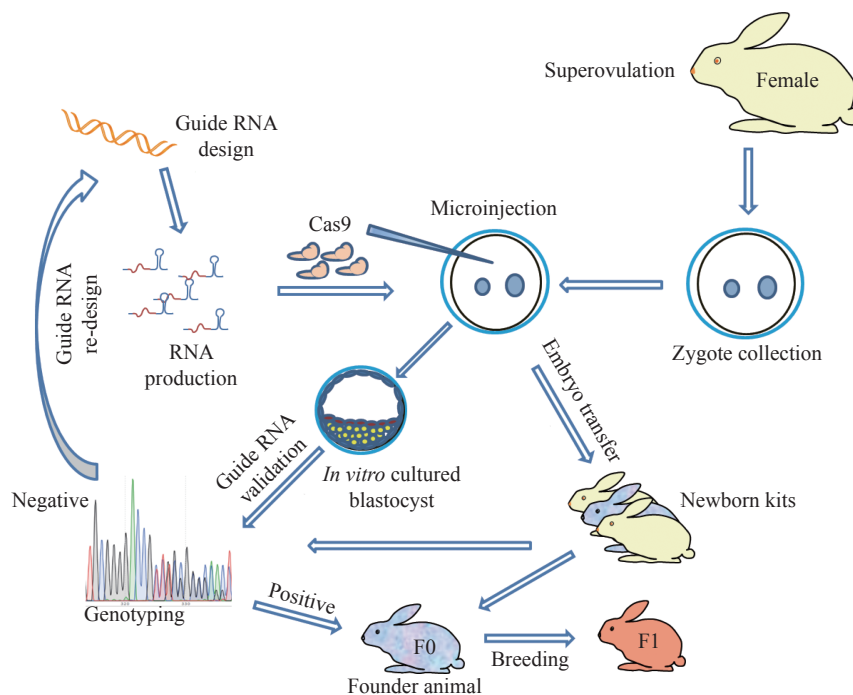 Superovulation
Female
Guide RNA
design
Cas9
Microinjection
Guide RNA
re-design
RNA
production
Zygote collection
Embryo transfer
Guide RNA
validation
In vitro cultured
blastocyst
Negative
Newborn kits
Genotyping
Positive
F0
Breeding
F1
Founder animal